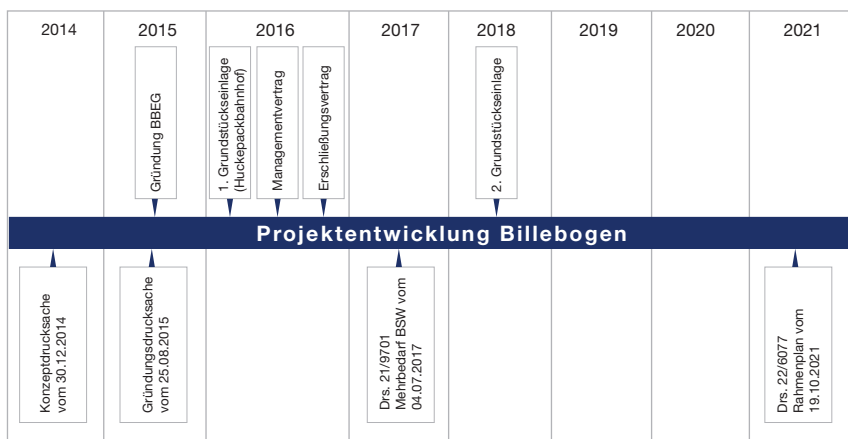 2014
2015
2016
2017
2018
2019
2020
2021
Gründung BBEG
1. Grundstückseinlage
(Huckepackbahnhof)
Managementvertrag
Erschließungsvertrag
2. Grundstückseinlage
Projektentwicklung Billebogen
Konzeptdrucksache
vom 30.12.2014
Gründungsdrucksache
vom 25.08.2015
Drs. 21/9701
Mehrbedarf BSW vom
04.07.2017
Drs. 22/6077
Rahmenplan vom
19.10.2021